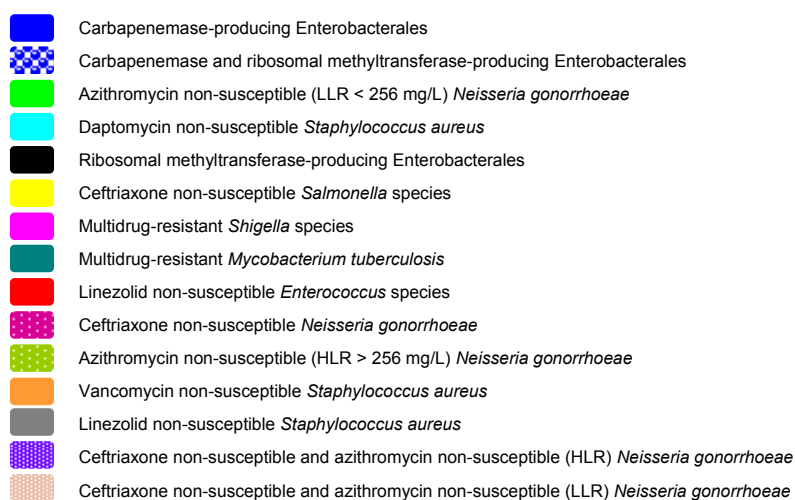 Carbapenemase-producing Enterobacterales
Carbapenemase and ribosomal methyltransferase-producing Enterobacterales
Azithromycin non-susceptible (LLR < 256 mg/L) Neisseria gonorrhoeae
Daptomycin non-susceptible Staphylococcus aureus
Ribosomal methyltransferase-producing Enterobacterales
Ceftriaxone non-susceptible Salmonella species
Multidrug-resistant Shigella species
Multidrug-resistant Mycobacterium tuberculosis
Linezolid non-susceptible Enterococcus species
Ceftriaxone non-susceptible Neisseria gonorrhoeae
Azithromycin non-susceptible (HLR > 256 mg/L) Neisseria gonorrhoeae
Vancomycin non-susceptible Staphylococcus aureus
Linezolid non-susceptible Staphylococcus aureus
Ceftriaxone non-susceptible and azithromycin non-susceptible (HLR) Neisseria gonorrhoeae
Ceftriaxone non-susceptible and azithromycin non-susceptible (LLR) Neisseria gonorrhoeae